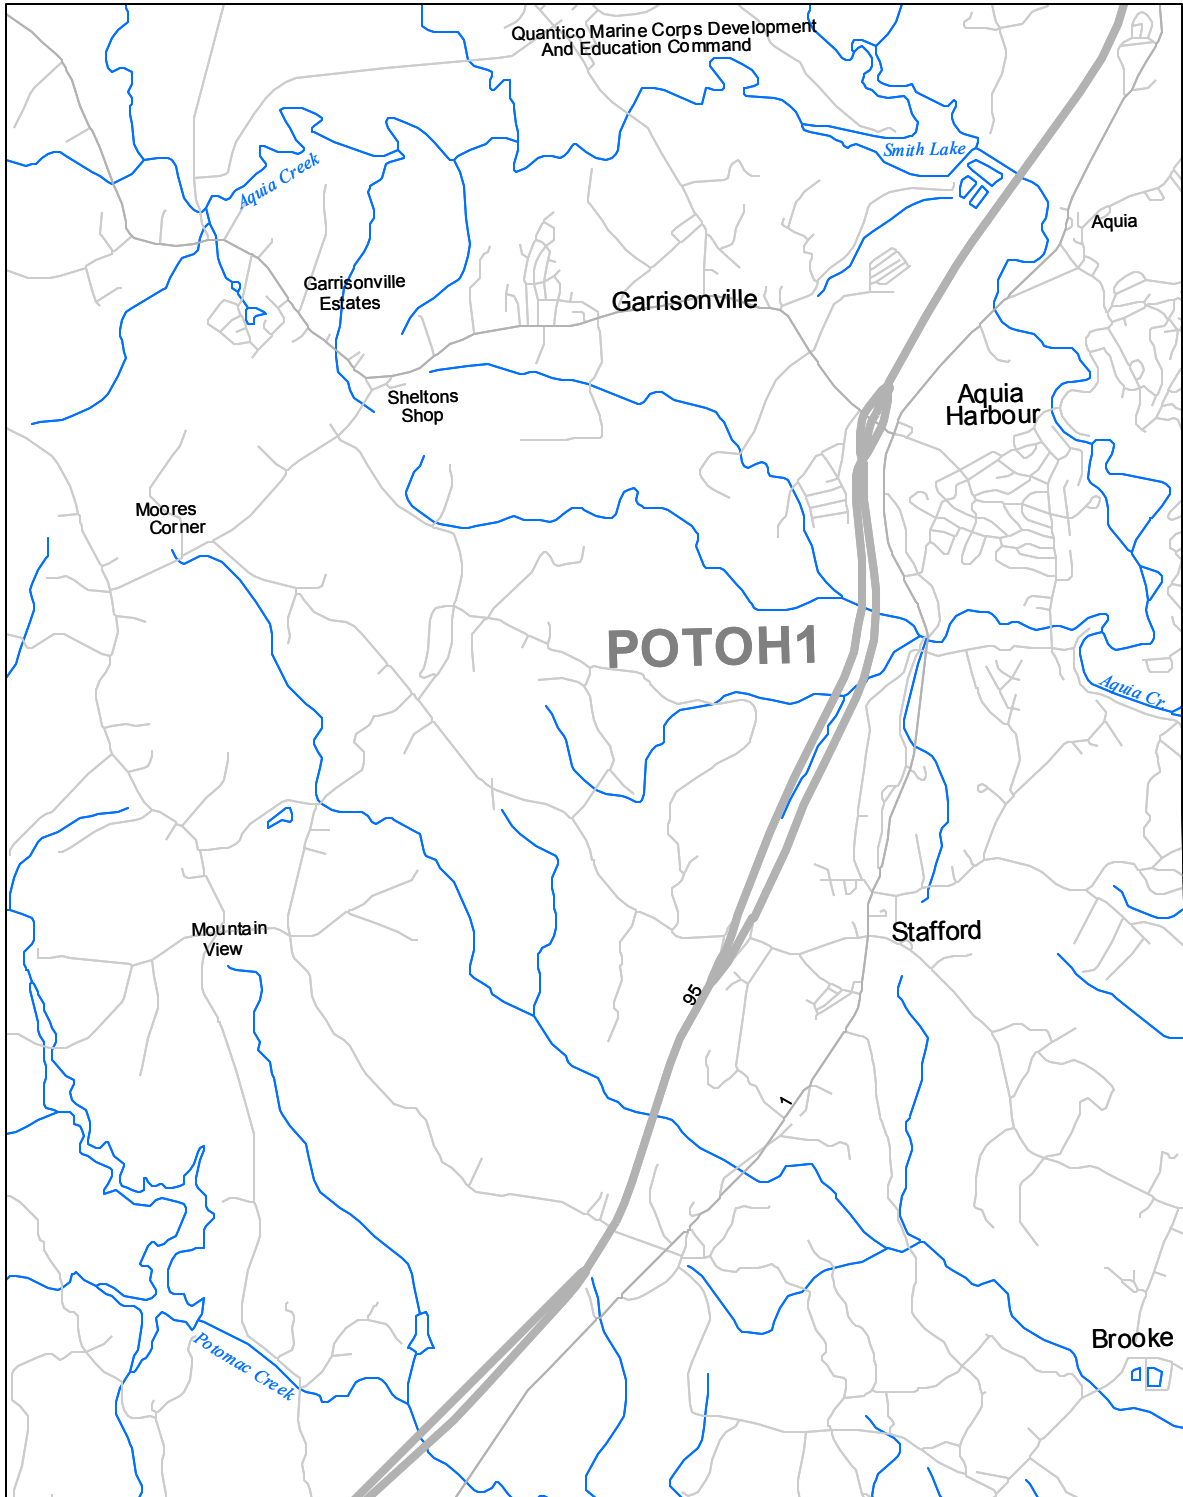 Quantico Marine Corps Development
And Education Command
Smith Lake
Aquia Creek
Aquia
Garrisonville
Estates
Garrisonville
Sheltons
Shop
Aquia
Harbour
Moores
Corner
POTOH1
Aquia Cr.
Mountain
View
Stafford
95
1
Brooke
Potomac Creek